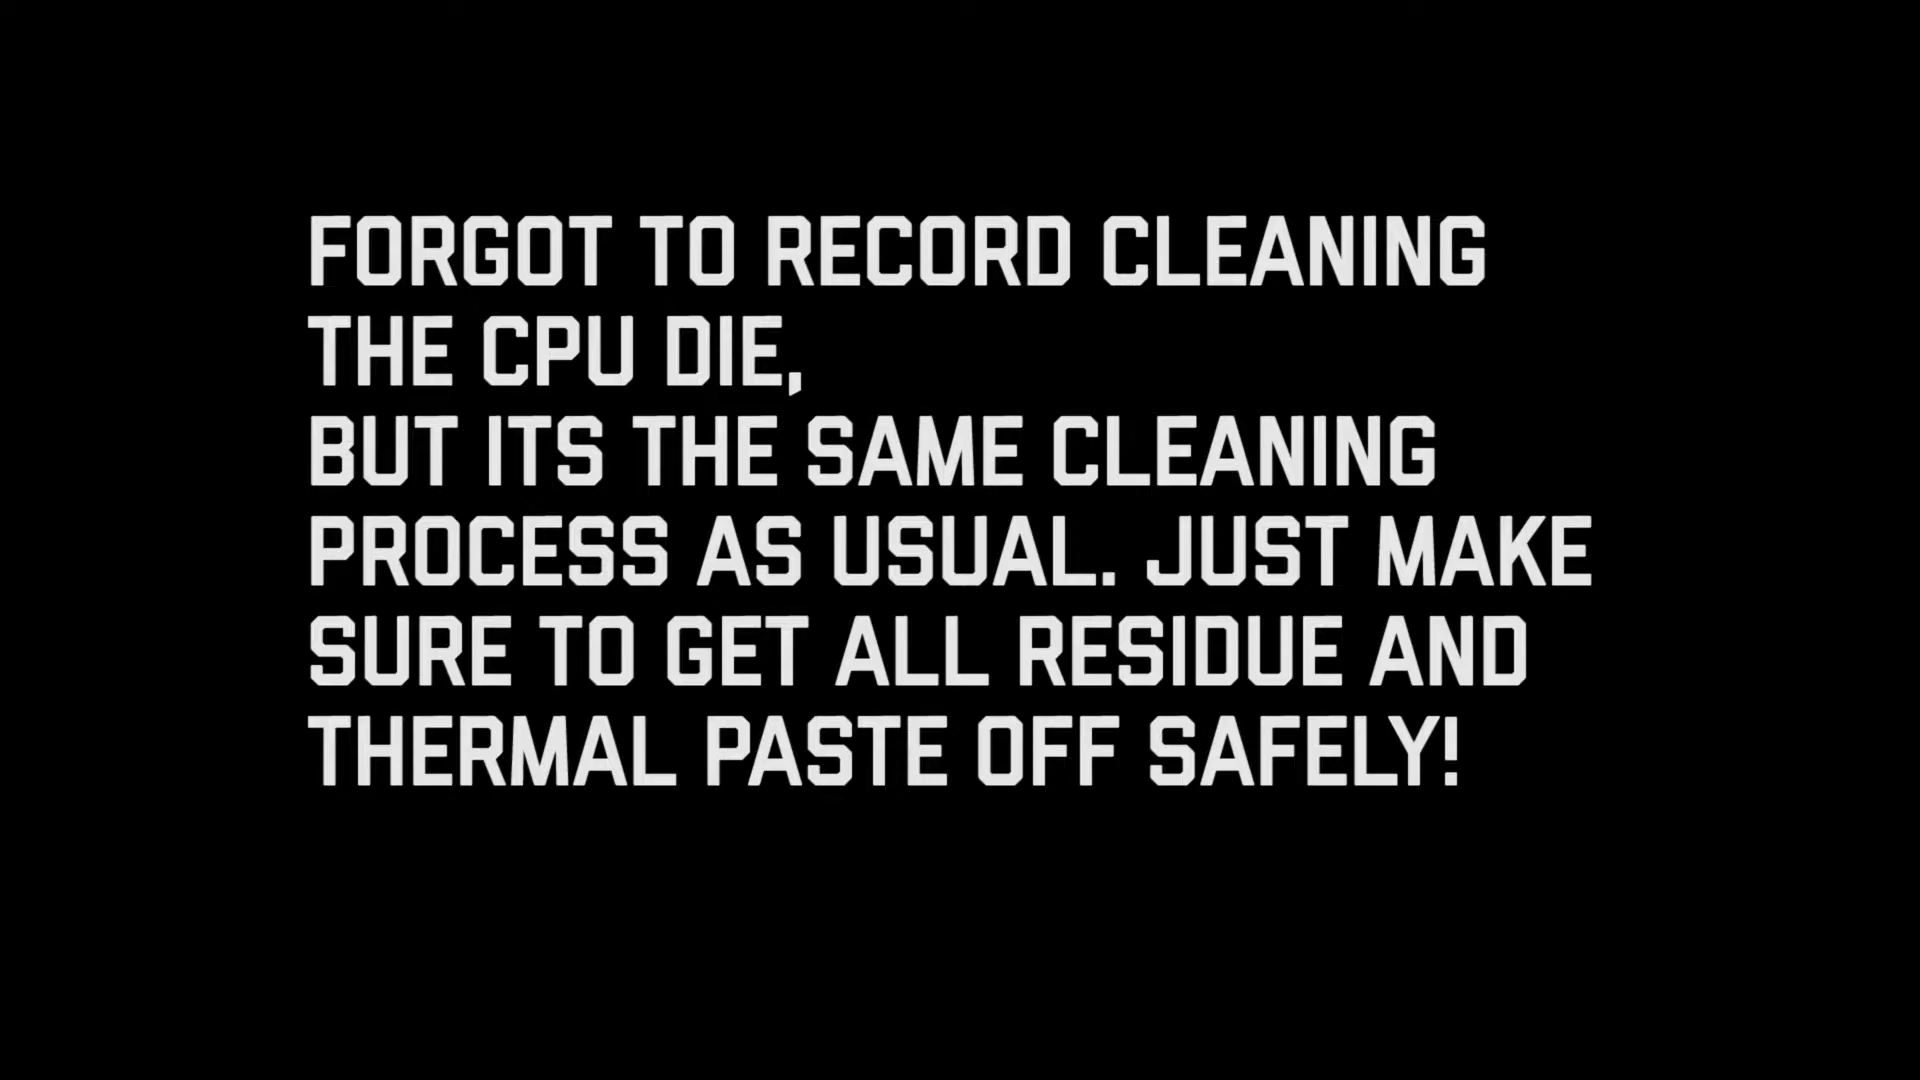 FORGOT TO RECORD CLEANING
THE CPU DIE,
BUT ITS THE SAME CLEANING
PROCESS AS USUAL. JUST MAKE
SURE TO GET ALL RESIDUE AND
THERMAL PASTE OFF SAFELY!